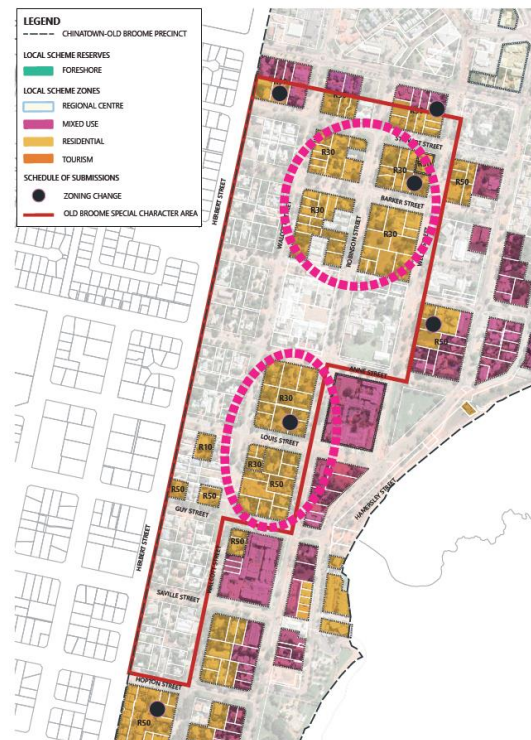 LEGEND
CHINATOWN-OLD BROOME PRECINCT
LOCAL SCHEME RESERVES
FORESHORE
LOCAL SCHEME ZONES
REGIONAL CENTRE
MIXED USE
RESIDENTIAL
TOURISM
SCHEDULE OF SUBMISSIONS
ZONING CHANGE
OLD BROOME SPECIAL CHARACTER AREA
HERBERT STREET
STREET
R30
R30
BARKER STREET
R50
R30
ROBINSON STREET
R30
R50
ANNE STREET
R30
LOUIS STREET
R10
R30
R50
HAMERSLEY STREET
R50
R50
GUY STREET
HERBERT STREET
R50
SAVILLE STREET
HOPTON STREET
R50